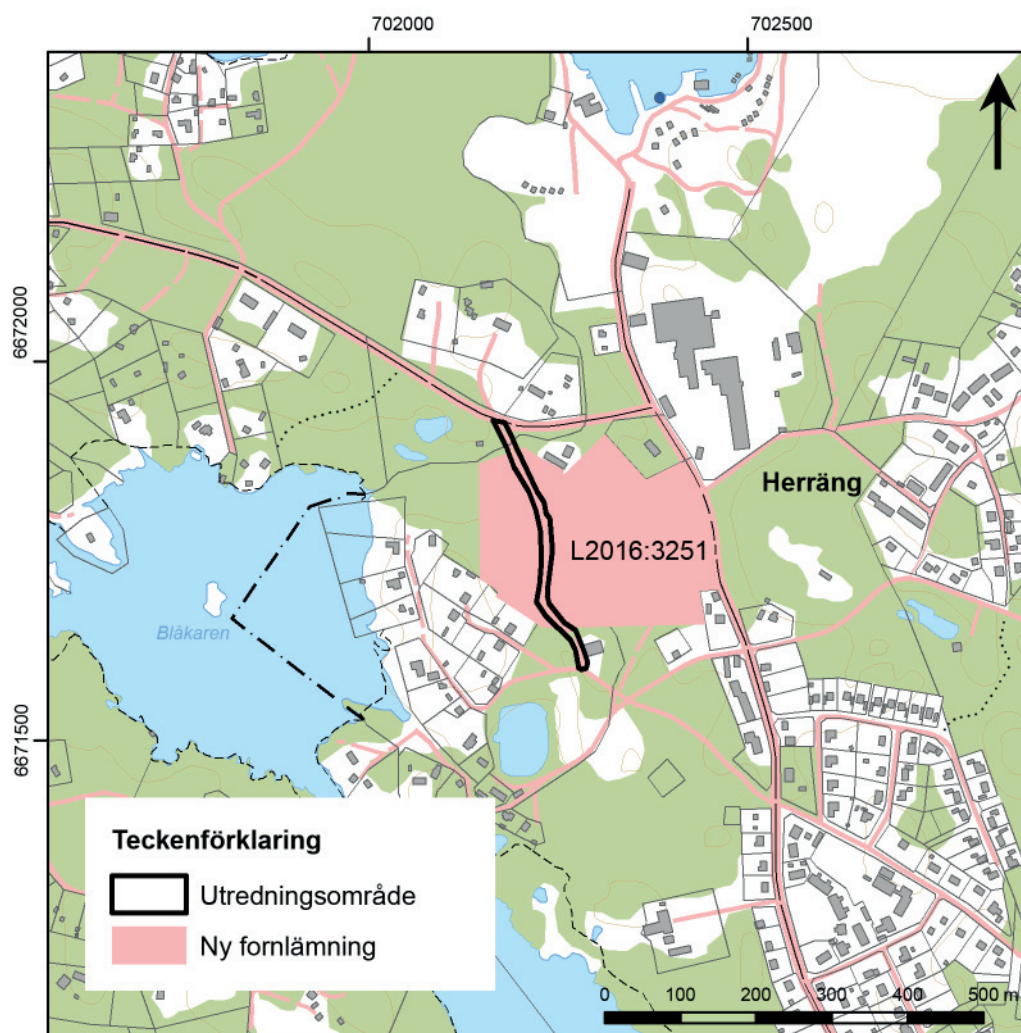 702000
702500
6672000
Herräng
L2016:3251
Blåkaren
6671500
Teckenförklaring
Utredningsområde
Ny fornlämning
0 100 200 300 400 500 m